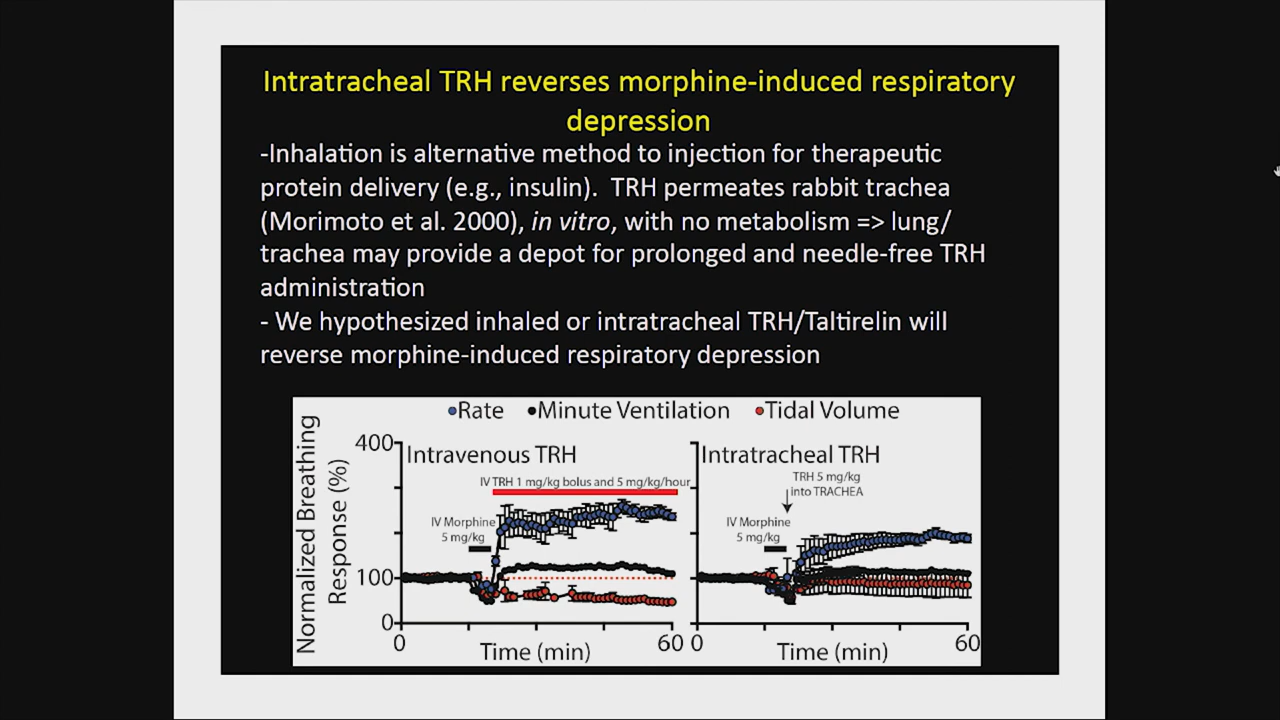 Intratracheal TRH reverses morphine-induced respiratory
depression
-Inhalation is alternative method to injection for therapeutic
protein delivery (e.g., insulin).  TRH permeates rabbit trachea
(Morimoto et al. 2000), in vitro, with no metabolism => lung/
trachea may provide a depot for prolonged and needle-free TRH
administration
- We hypothesized inhaled or intratracheal TRH/Taltirelin will
reverse morphine-induced respiratory depression
Rate Minute Ventilation Tidal Volume
Normalized Breathing
Response (%)
400
100
0
Intravenous TRH
IV TRH 1 mg/kg bolus and 5 mg/kg/hour
IV Morphine
5 mg/kg
0 60
Time (min)
Intratracheal TRH
TRH 5 mg/kg
into TRACHEA
IV Morphine
5 mg/kg
0 60
Time (min)